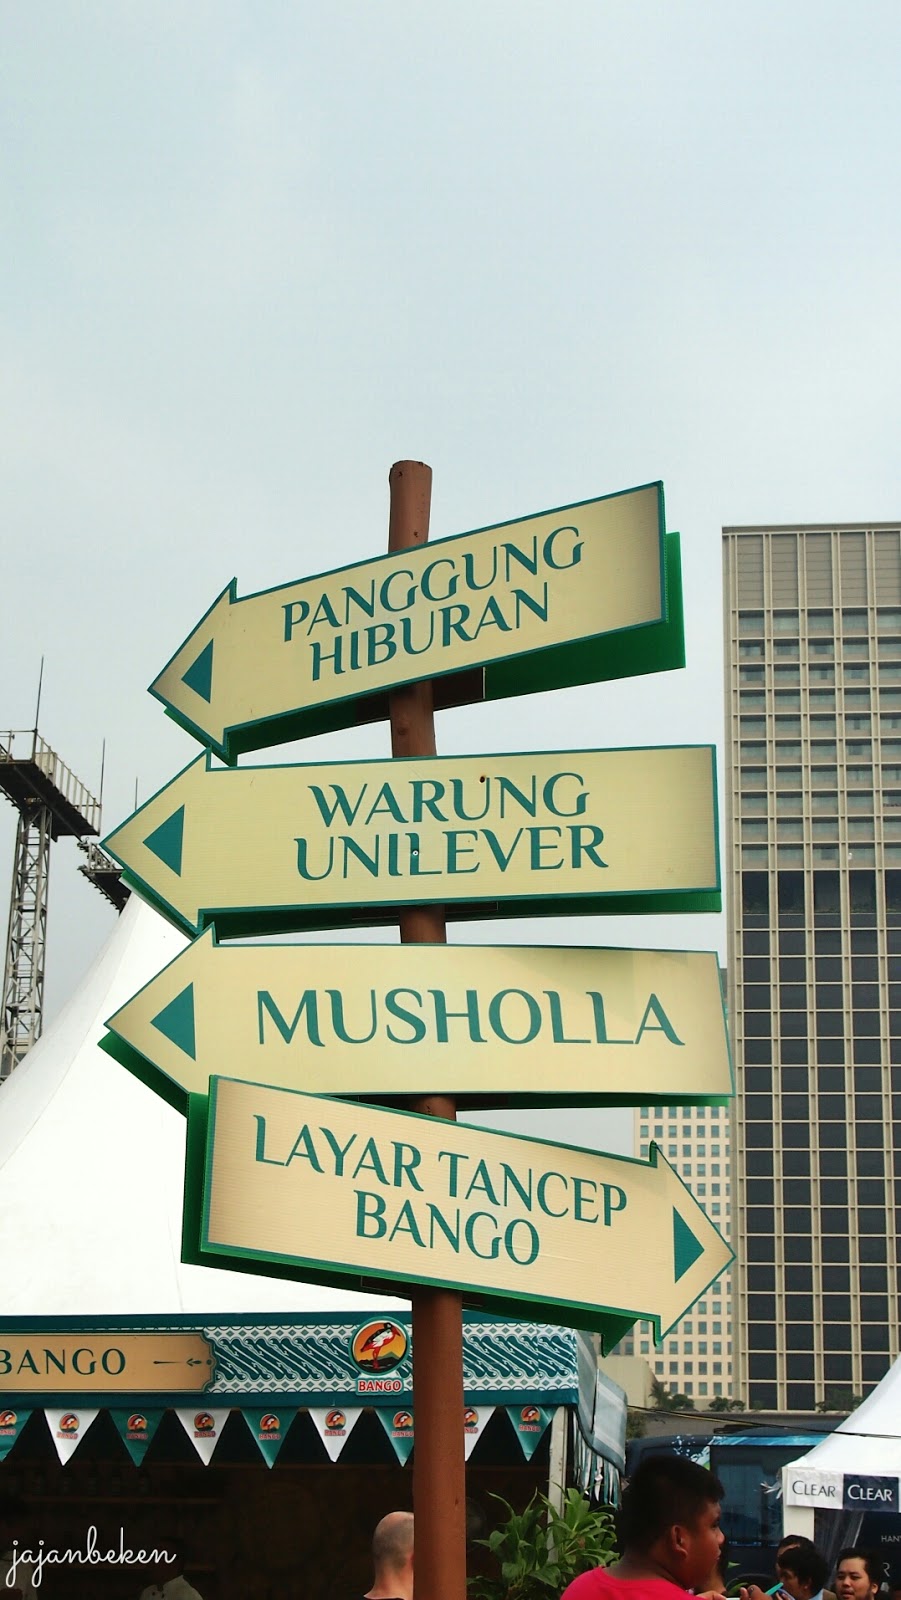 PANGGUNG
HIBURAN
WARUNG
UNILEVER
MUSHOLLA
LAYAR TANCEP
BANGO
BANGO
BANGO
CLEAR CLEAR
jajanbeken